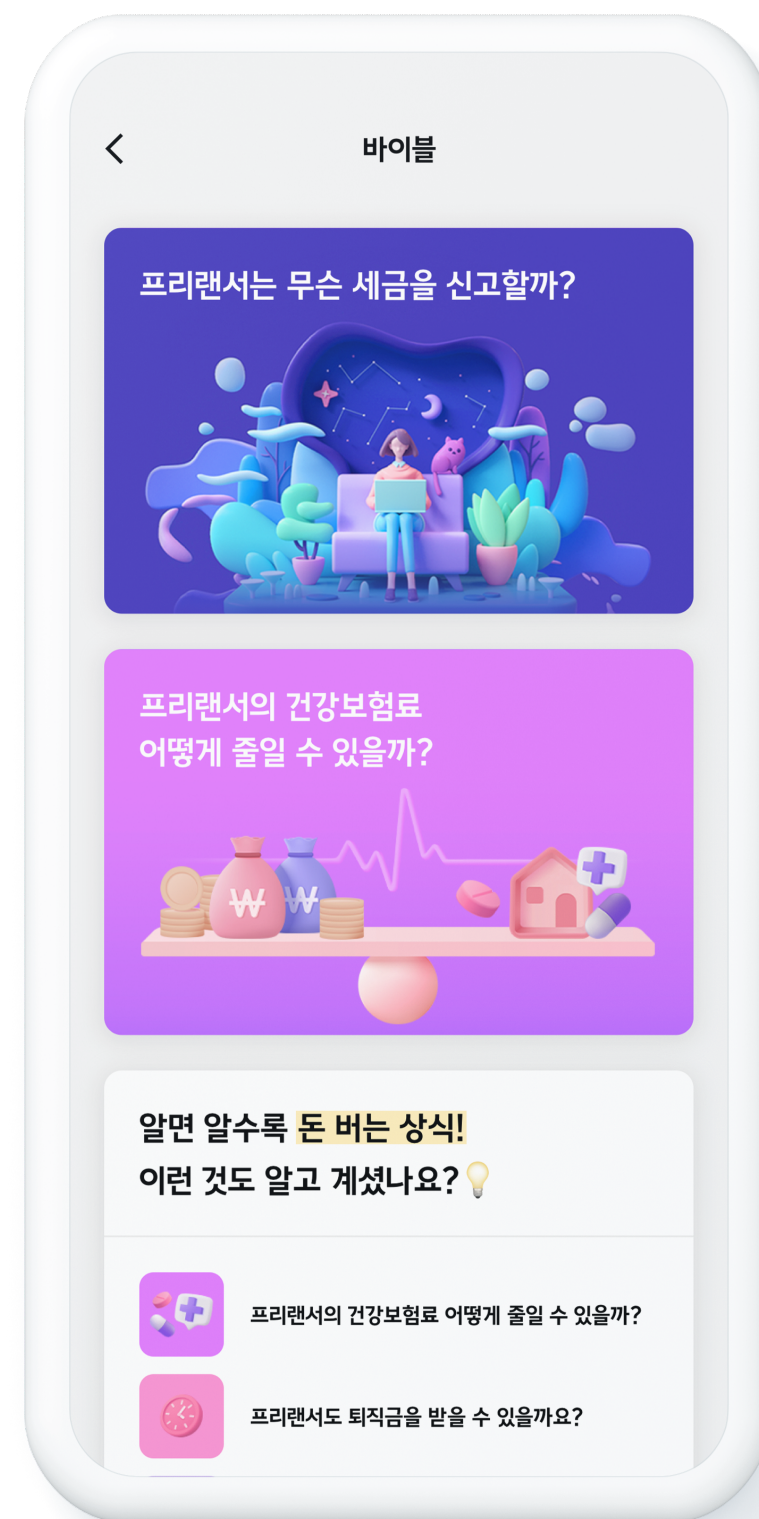 바이블
프리랜서는 무슨 세금을 신고할까?
프리랜서의 건강보험료
어떻게 줄일 수 있을까?
₩ ₩
알면 알수록 돈 버는 상식!
이런 것도 알고 계셨나요?💡
프리랜서의 건강보험료 어떻게 줄일 수 있을까?
프리랜서도 퇴직금을 받을 수 있을까요?